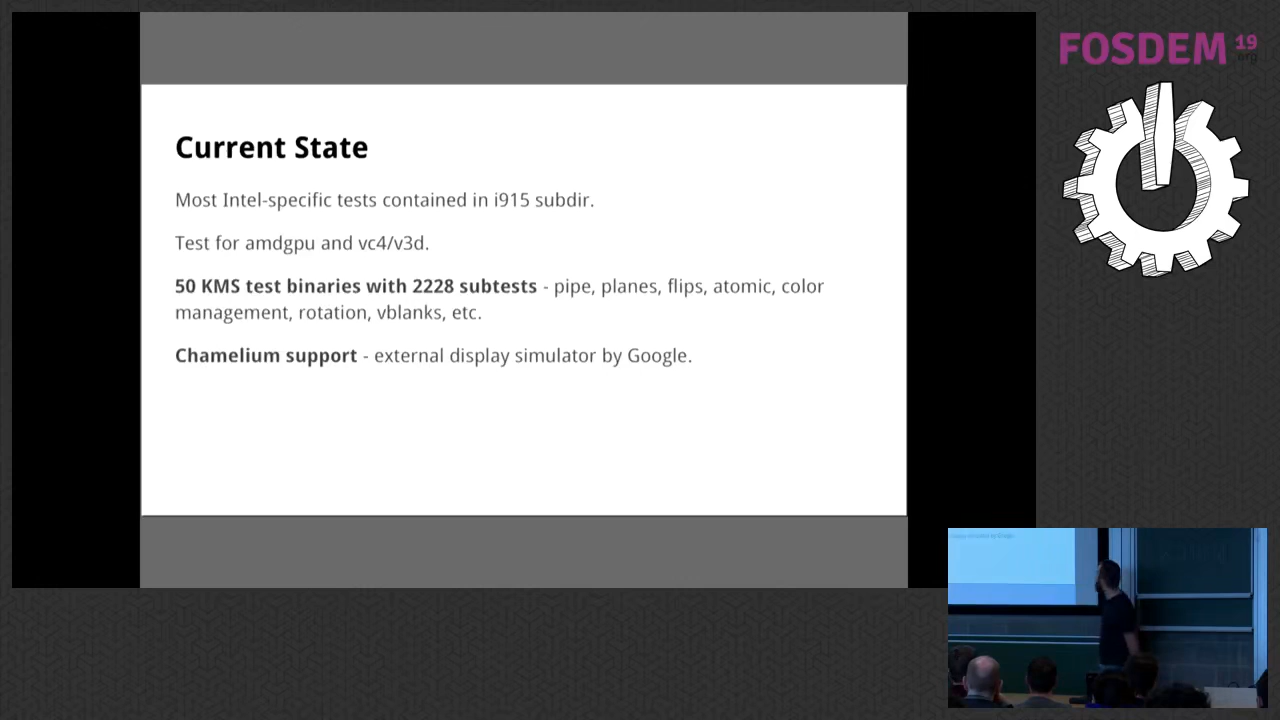 FOSDEM 19
.org
Current State
Most Intel-specific tests contained in i915 subdir.
Test for amdgpu and vc4/v3d.
50 KMS test binaries with 2228 subtests - pipe, planes, flips, atomic, color
management, rotation, vblanks, etc.
Chamelium support - external display simulator by Google.